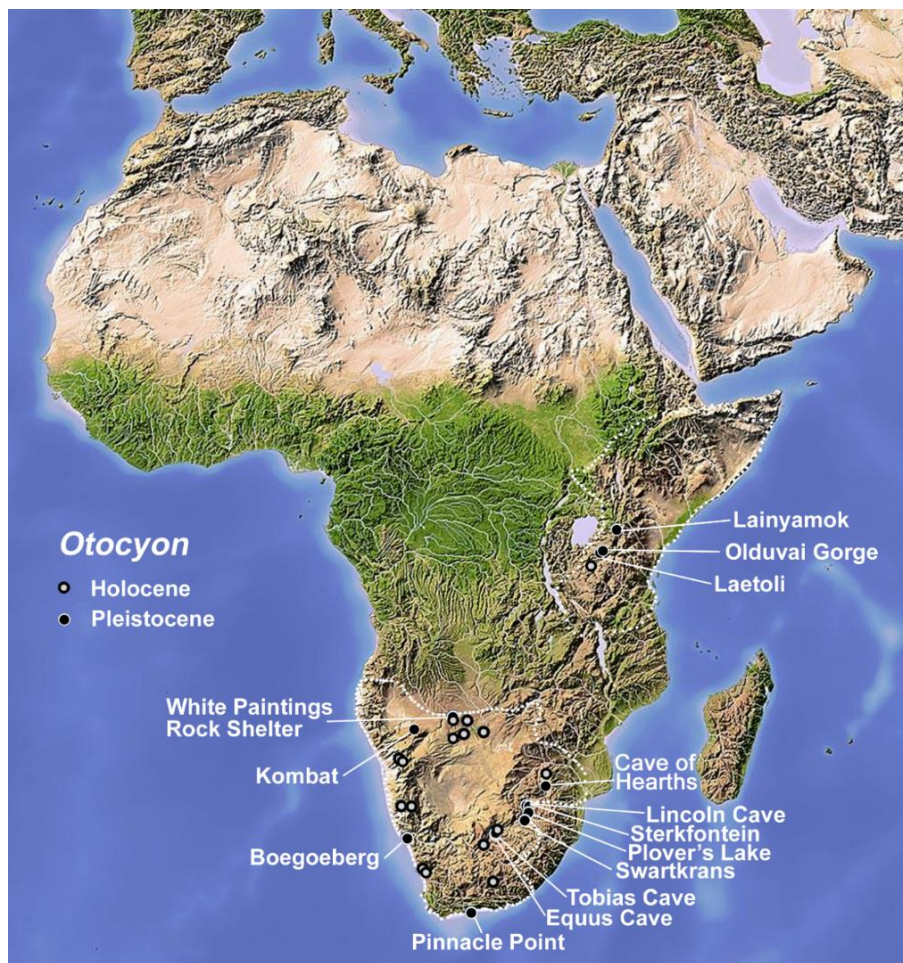 Otocyon
Holocene
Pleistocene
Lainyamok
Olduvai Gorge
Laetoli
White Paintings
Rock Shelter
Kombat
Cave of
Hearths
Lincoln Cave
Sterkfontein
Plover's Lake
Swartkrans
Boegoeberg
Tobias Cave
Equus Cave
Pinnacle Point